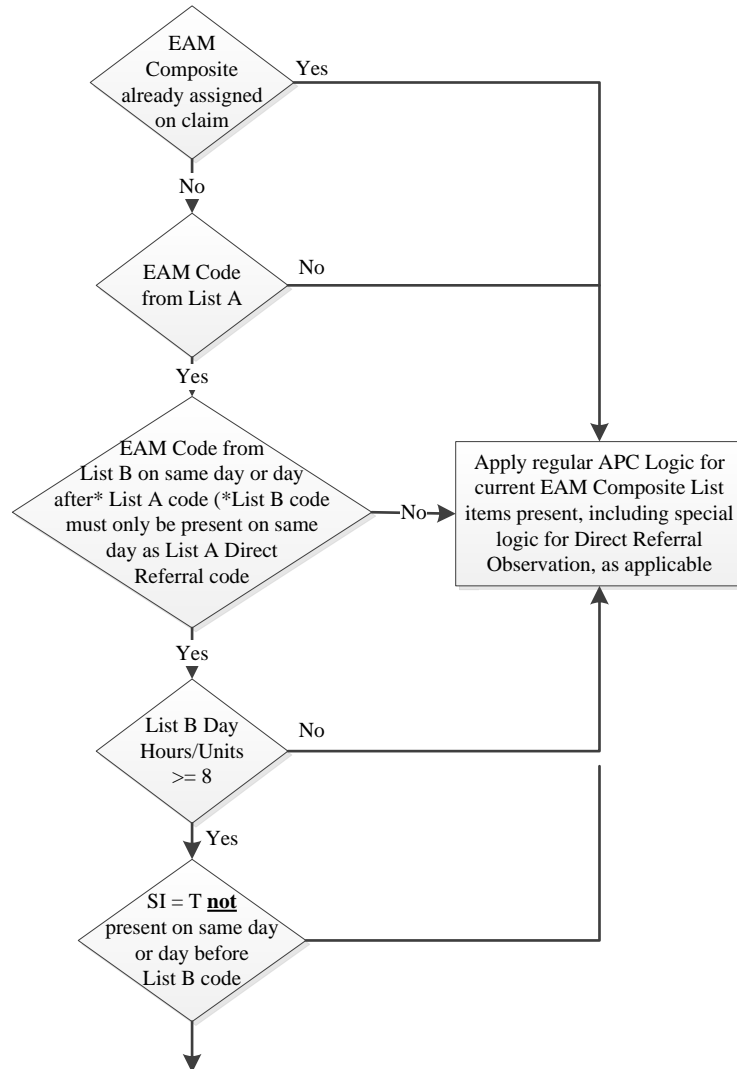 EAM
Composite
already assigned
on claim
Yes
No
EAM Code
from List A
No
Yes
EAM Code from
List B on same day or day
after* List A code (*List B code
must only be present on same
day as List A Direct
Referral code
No
Apply regular APC Logic for
current EAM Composite List
items present, including special
logic for Direct Referral
Observation, as applicable
Yes
List B Day
Hours/Units
>= 8
No
Yes
SI = T not
present on same day
or day before
List B code